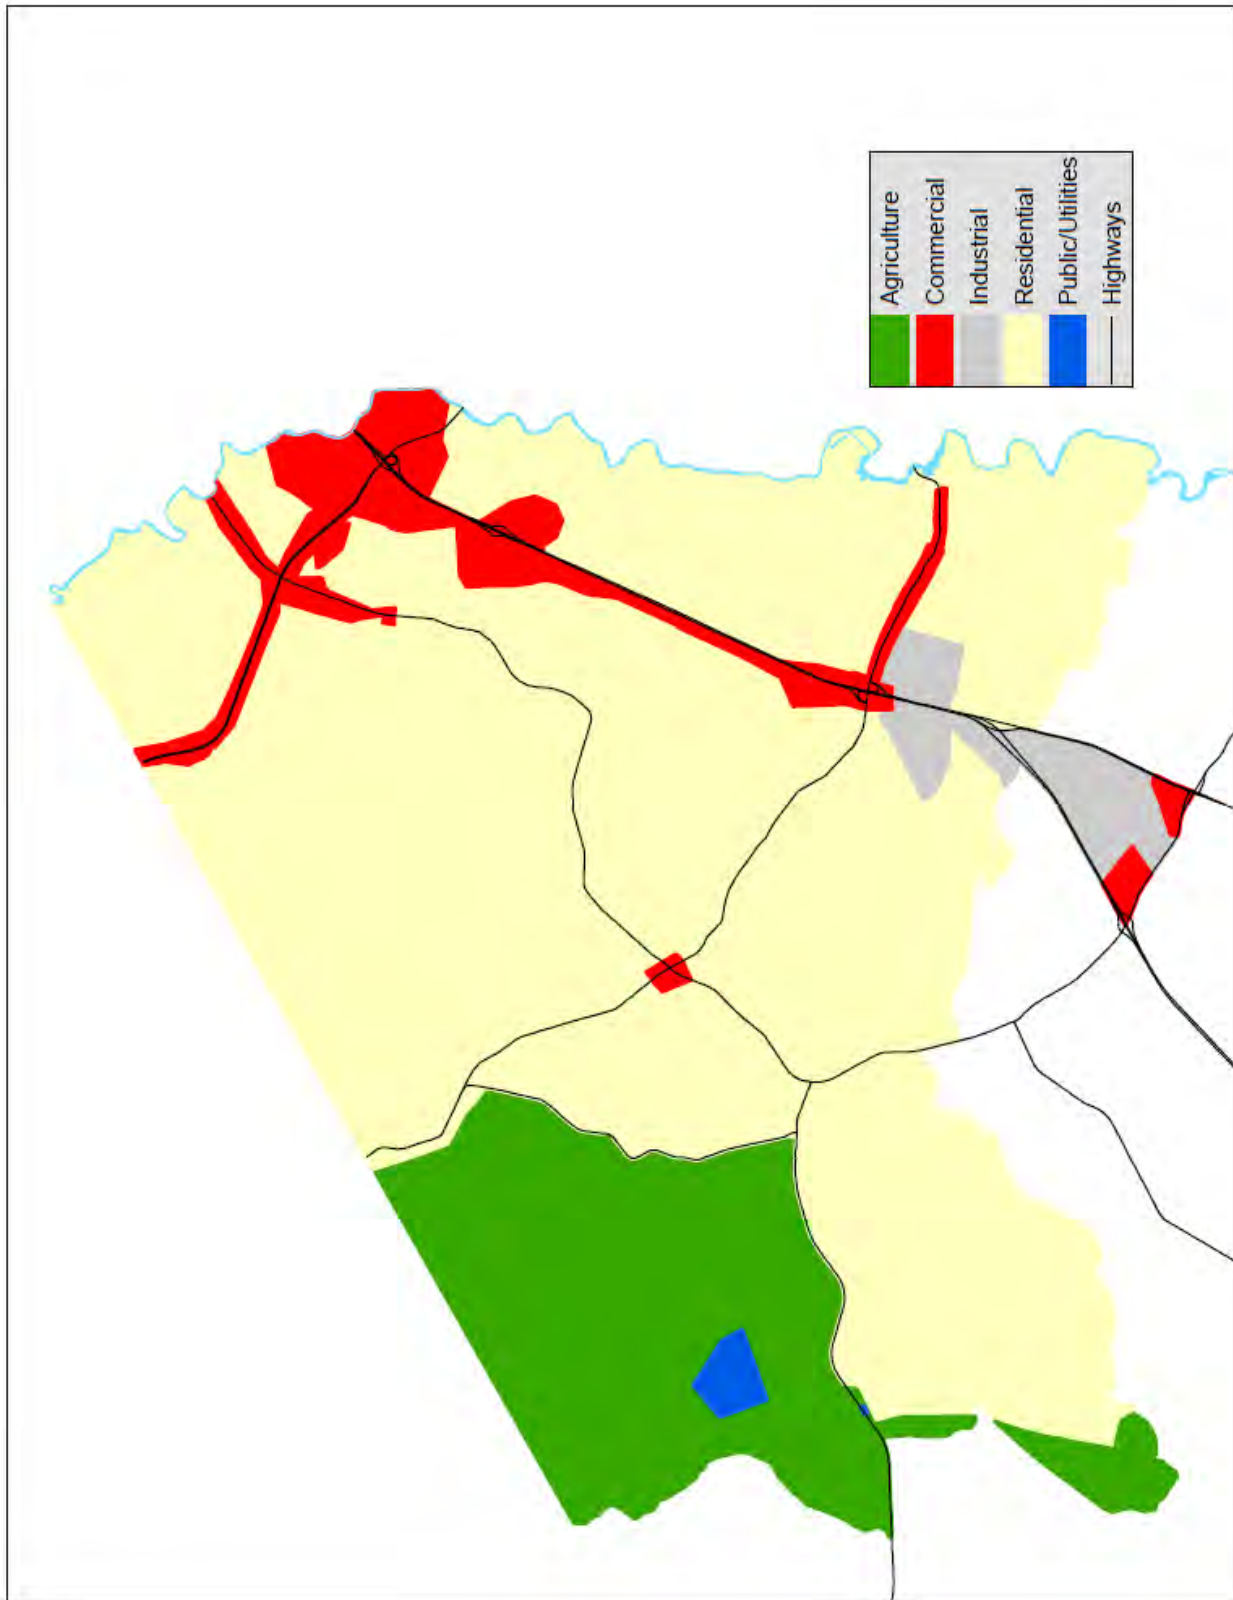 Agriculture
Commercial
Industrial
Residential
Public/Utilities
Highways